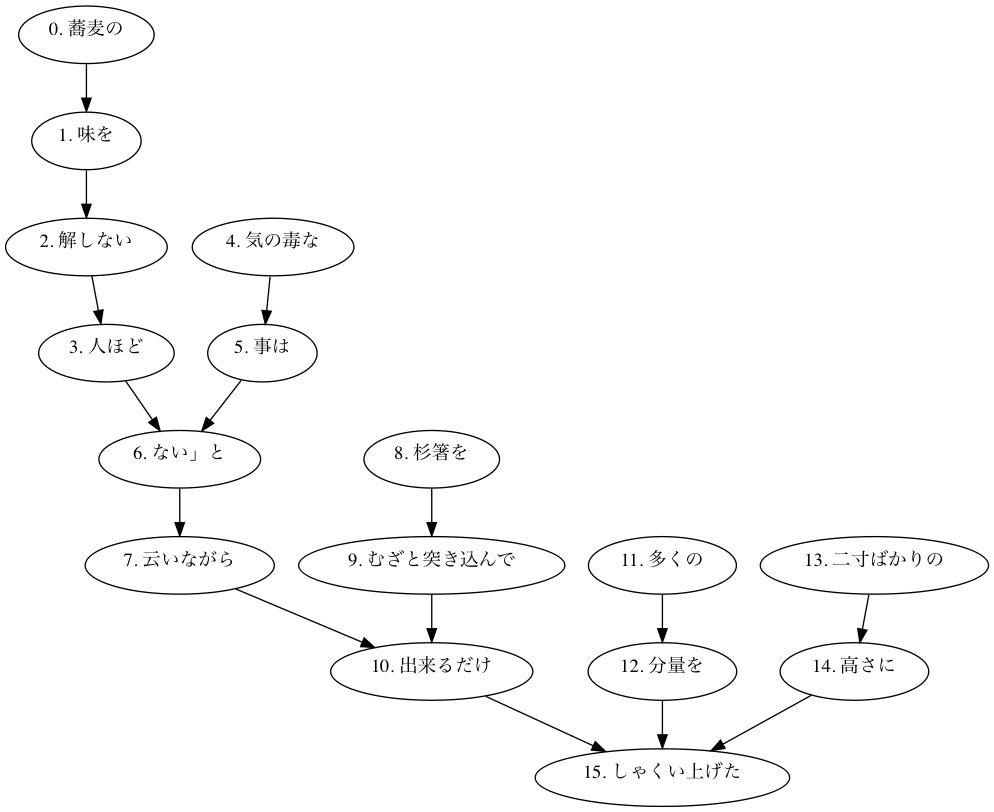 0. 蕎麦の
1. 味を
2. 解しない
3. 人ほど
4. 気の毒な
5. 事は
6. ない」と
7. 云いながら
8. 杉箸を
9. むざと突き込んで
10. 出来るだけ
11. 多くの
12. 分量を
13. 二寸ばかりの
14. 高さに
15. しゃくい上げた